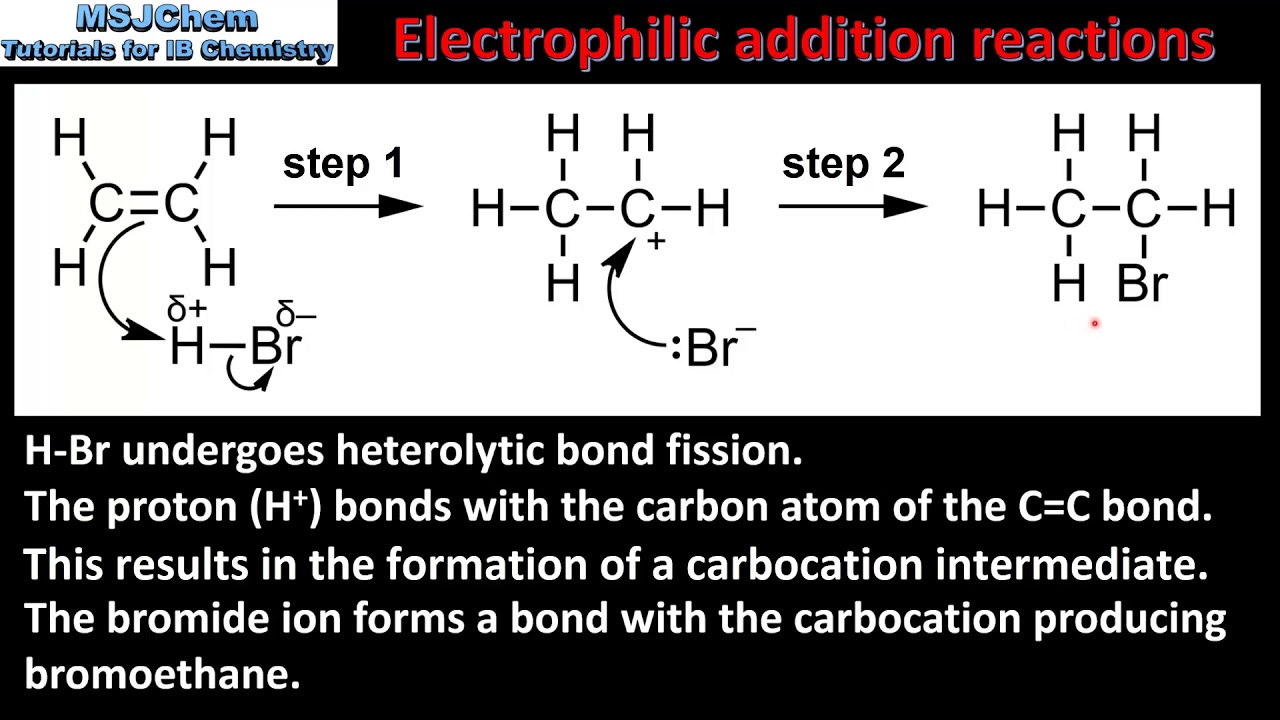 MSJChem
Tutorials for IB Chemistry
Electrophilic addition reactions
H H
C=C
H H
δ+ δ–
H–Br
step 1
H H
H–C–C–H
+
H
:Br–
step 2
H H
H–C–C–H
H Br
H-Br undergoes heterolytic bond fission.
The proton (H⁺) bonds with the carbon atom of the C=C bond.
This results in the formation of a carbocation intermediate.
The bromide ion forms a bond with the carbocation producing
bromoethane.